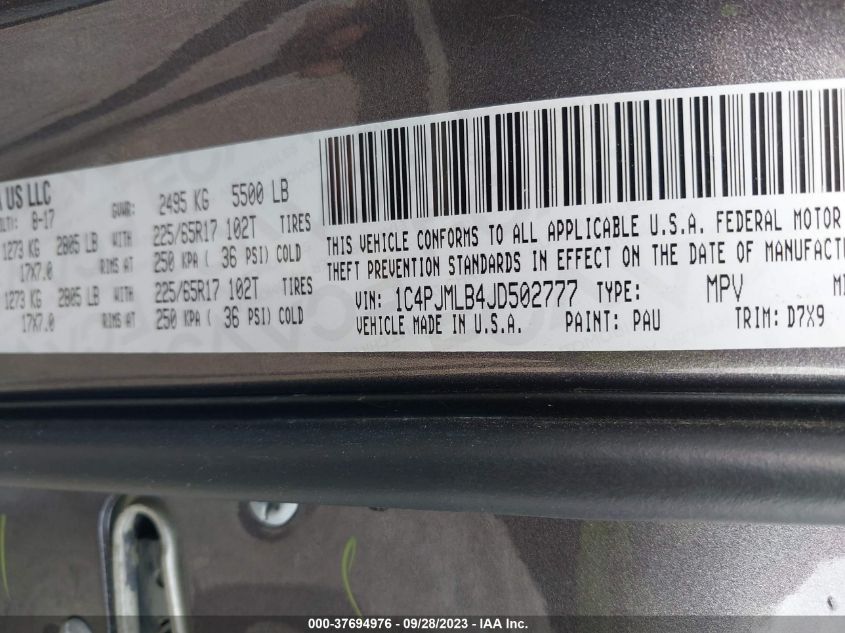 A US LLC
8-17 GVWR: 2495 KG 5500 LB
1273 KG 2805 LB WITH 225/65R17 102T TIRES
17X7.0 RIMS AT 250 KPA ( 36 PSI) COLD
1273 KG 2805 LB WITH 225/65R17 102T TIRES
17X7.0 RIMS AT 250 KPA ( 36 PSI) COLD
THIS VEHICLE CONFORMS TO ALL APPLICABLE U.S.A. FEDERAL MOTOR
THEFT PREVENTION STANDARDS IN EFFECT ON THE DATE OF MANUFACTU
VIN: 1C4PJMLB4JD502777 TYPE: MPV
VEHICLE MADE IN U.S.A. PAINT: PAU TRIM: D7X9
000-37694976 - 09/28/2023 - IAA Inc.